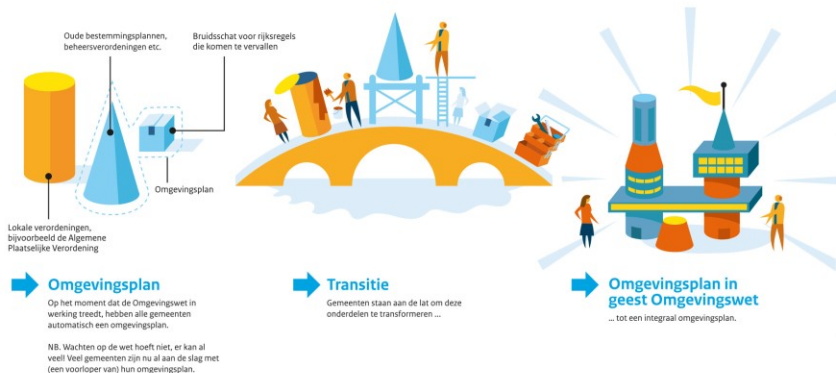 Oude bestemmingsplannen,
beheersverordeningen etc.
Bruidsschat voor rijksregels
die komen te vervallen
Omgevingsplan
Lokale verordeningen,
bijvoorbeeld de Algemene
Plaatselijke Verordening
Omgevingsplan
Op het moment dat de Omgevingswet in
werking treedt, hebben alle gemeenten
automatisch een omgevingsplan.
NB. Wachten op de wet hoeft niet, er kan al
veel! Veel gemeenten zijn nu al aan de slag met
(een voorloper van) hun omgevingsplan.
Transitie
Gemeenten staan aan de lat om deze
onderdelen te transformeren ...
Omgevingsplan in
geest Omgevingswet
... tot een integraal omgevingsplan.